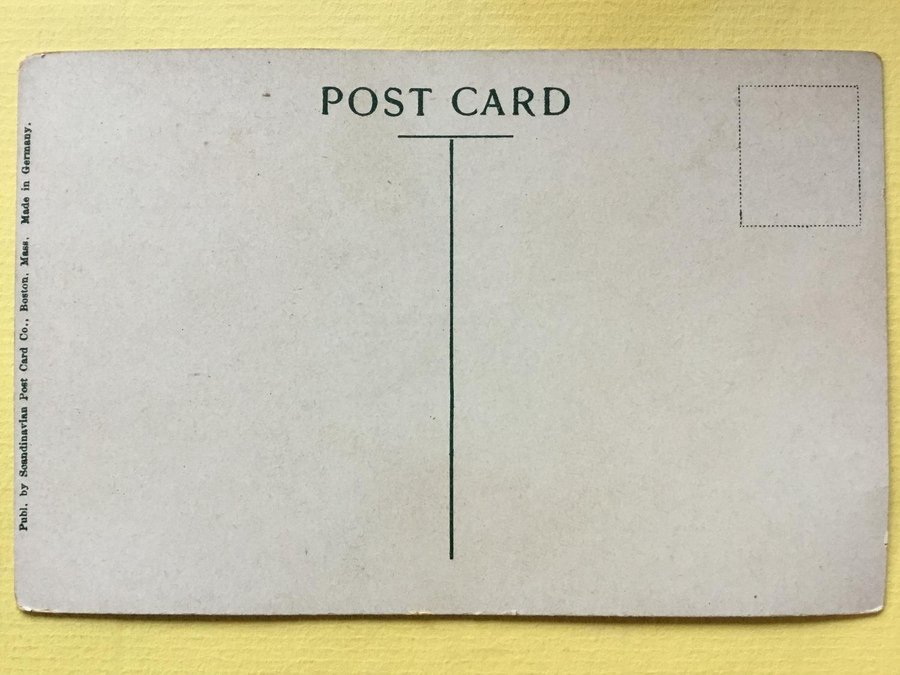 POST CARD
Publ. by Scandinavian Post Card Co., Boston, Mass. Made in Germany.